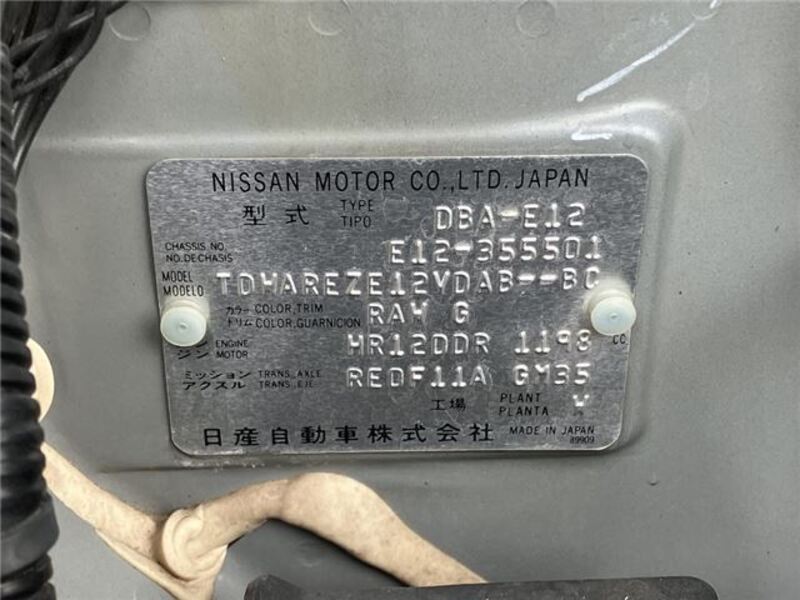 NISSAN MOTOR CO.,LTD. JAPAN
型式 TYPE TIPO DBA-E12
CHASSIS NO. NO.DE CHASIS E12-355501
MODEL MODELO TDHAREZE12VDAB--BC
カラー COLOR,TRIM トリム COLOR,GUARNICION RAW G
ENGINE ジン MOTOR HR12DDR 1198 CC
ミッション TRANS.,AXLE アクスル TRANS.,EJE REDF11A GM35
工場 PLANT PLANTA W
日産自動車株式会社 MADE IN JAPAN
89909